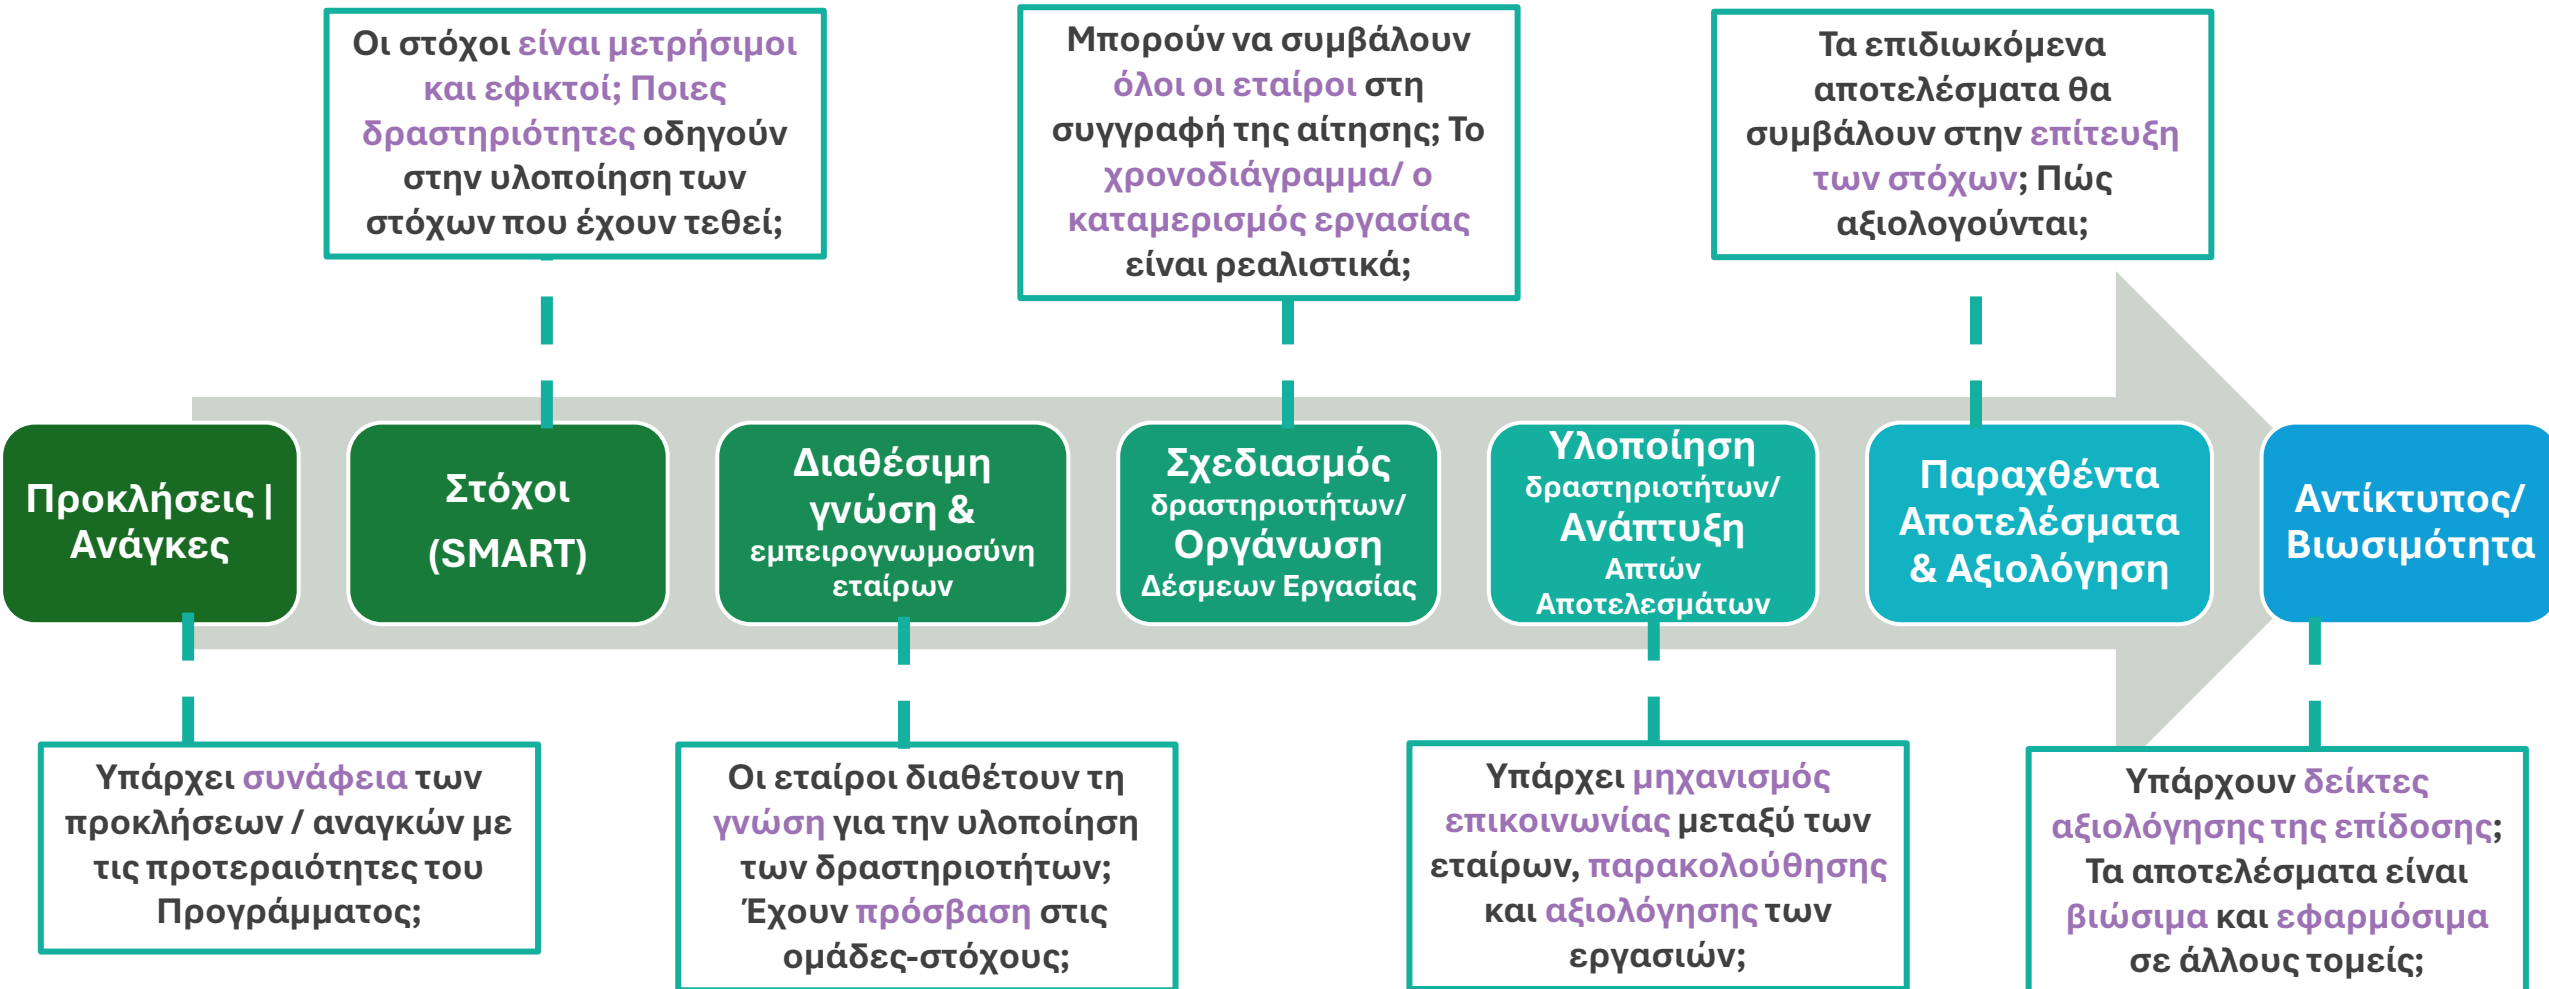 Οι στόχοι είναι μετρήσιμοι
και εφικτοί; Ποιες
δραστηριότητες οδηγούν
στην υλοποίηση των
στόχων που έχουν τεθεί;
Μπορούν να συμβάλουν
όλοι οι εταίροι στη
συγγραφή της αίτησης; Το
χρονοδιάγραμμα/ ο
καταμερισμός εργασίας
είναι ρεαλιστικά;
Τα επιδιωκόμενα
αποτελέσματα θα
συμβάλουν στην επίτευξη
των στόχων; Πώς
αξιολογούνται;
Προκλήσεις |
Ανάγκες
Στόχοι
(SMART)
Διαθέσιμη
γνώση &
εμπειρογνωμοσύνη
εταίρων
Σχεδιασμός
δραστηριοτήτων/
Οργάνωση
Δέσμεων Εργασίας
Υλοποίηση
δραστηριοτήτων/
Ανάπτυξη
Απτών
Αποτελεσμάτων
Παραχθέντα
Αποτελέσματα
& Αξιολόγηση
Αντίκτυπος/
Βιωσιμότητα
Υπάρχει συνάφεια των
προκλήσεων / αναγκών με
τις προτεραιότητες του
Προγράμματος;
Οι εταίροι διαθέτουν τη
γνώση για την υλοποίηση
των δραστηριοτήτων;
Έχουν πρόσβαση στις
ομάδες-στόχους;
Υπάρχει μηχανισμός
επικοινωνίας μεταξύ των
εταίρων, παρακολούθησης
και αξιολόγησης των
εργασιών;
Υπάρχουν δείκτες
αξιολόγησης της επίδοσης;
Τα αποτελέσματα είναι
βιώσιμα και εφαρμόσιμα
σε άλλους τομείς;